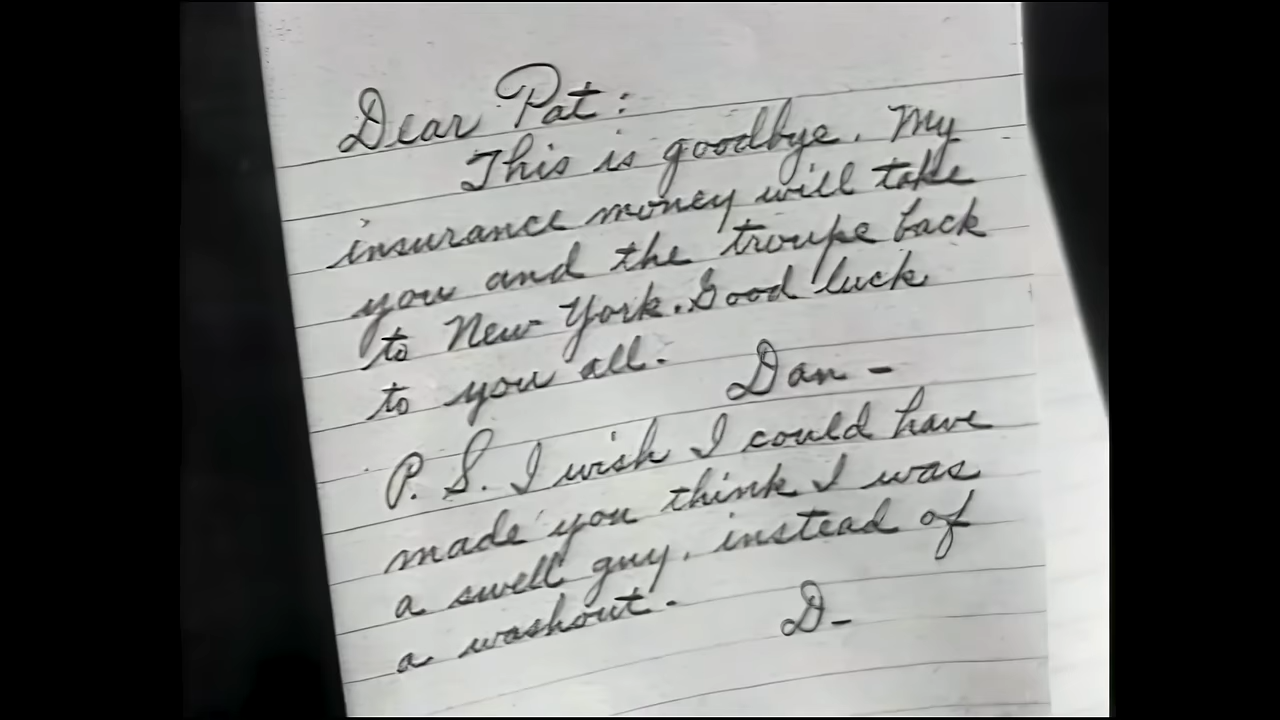 Dear Pat:
This is goodbye. My
insurance money will take
you and the troupe back
to New York. Good luck
to you all. Dan -
P. S. I wish I could have
made you think I was
a swell guy, instead of
a washout. D-